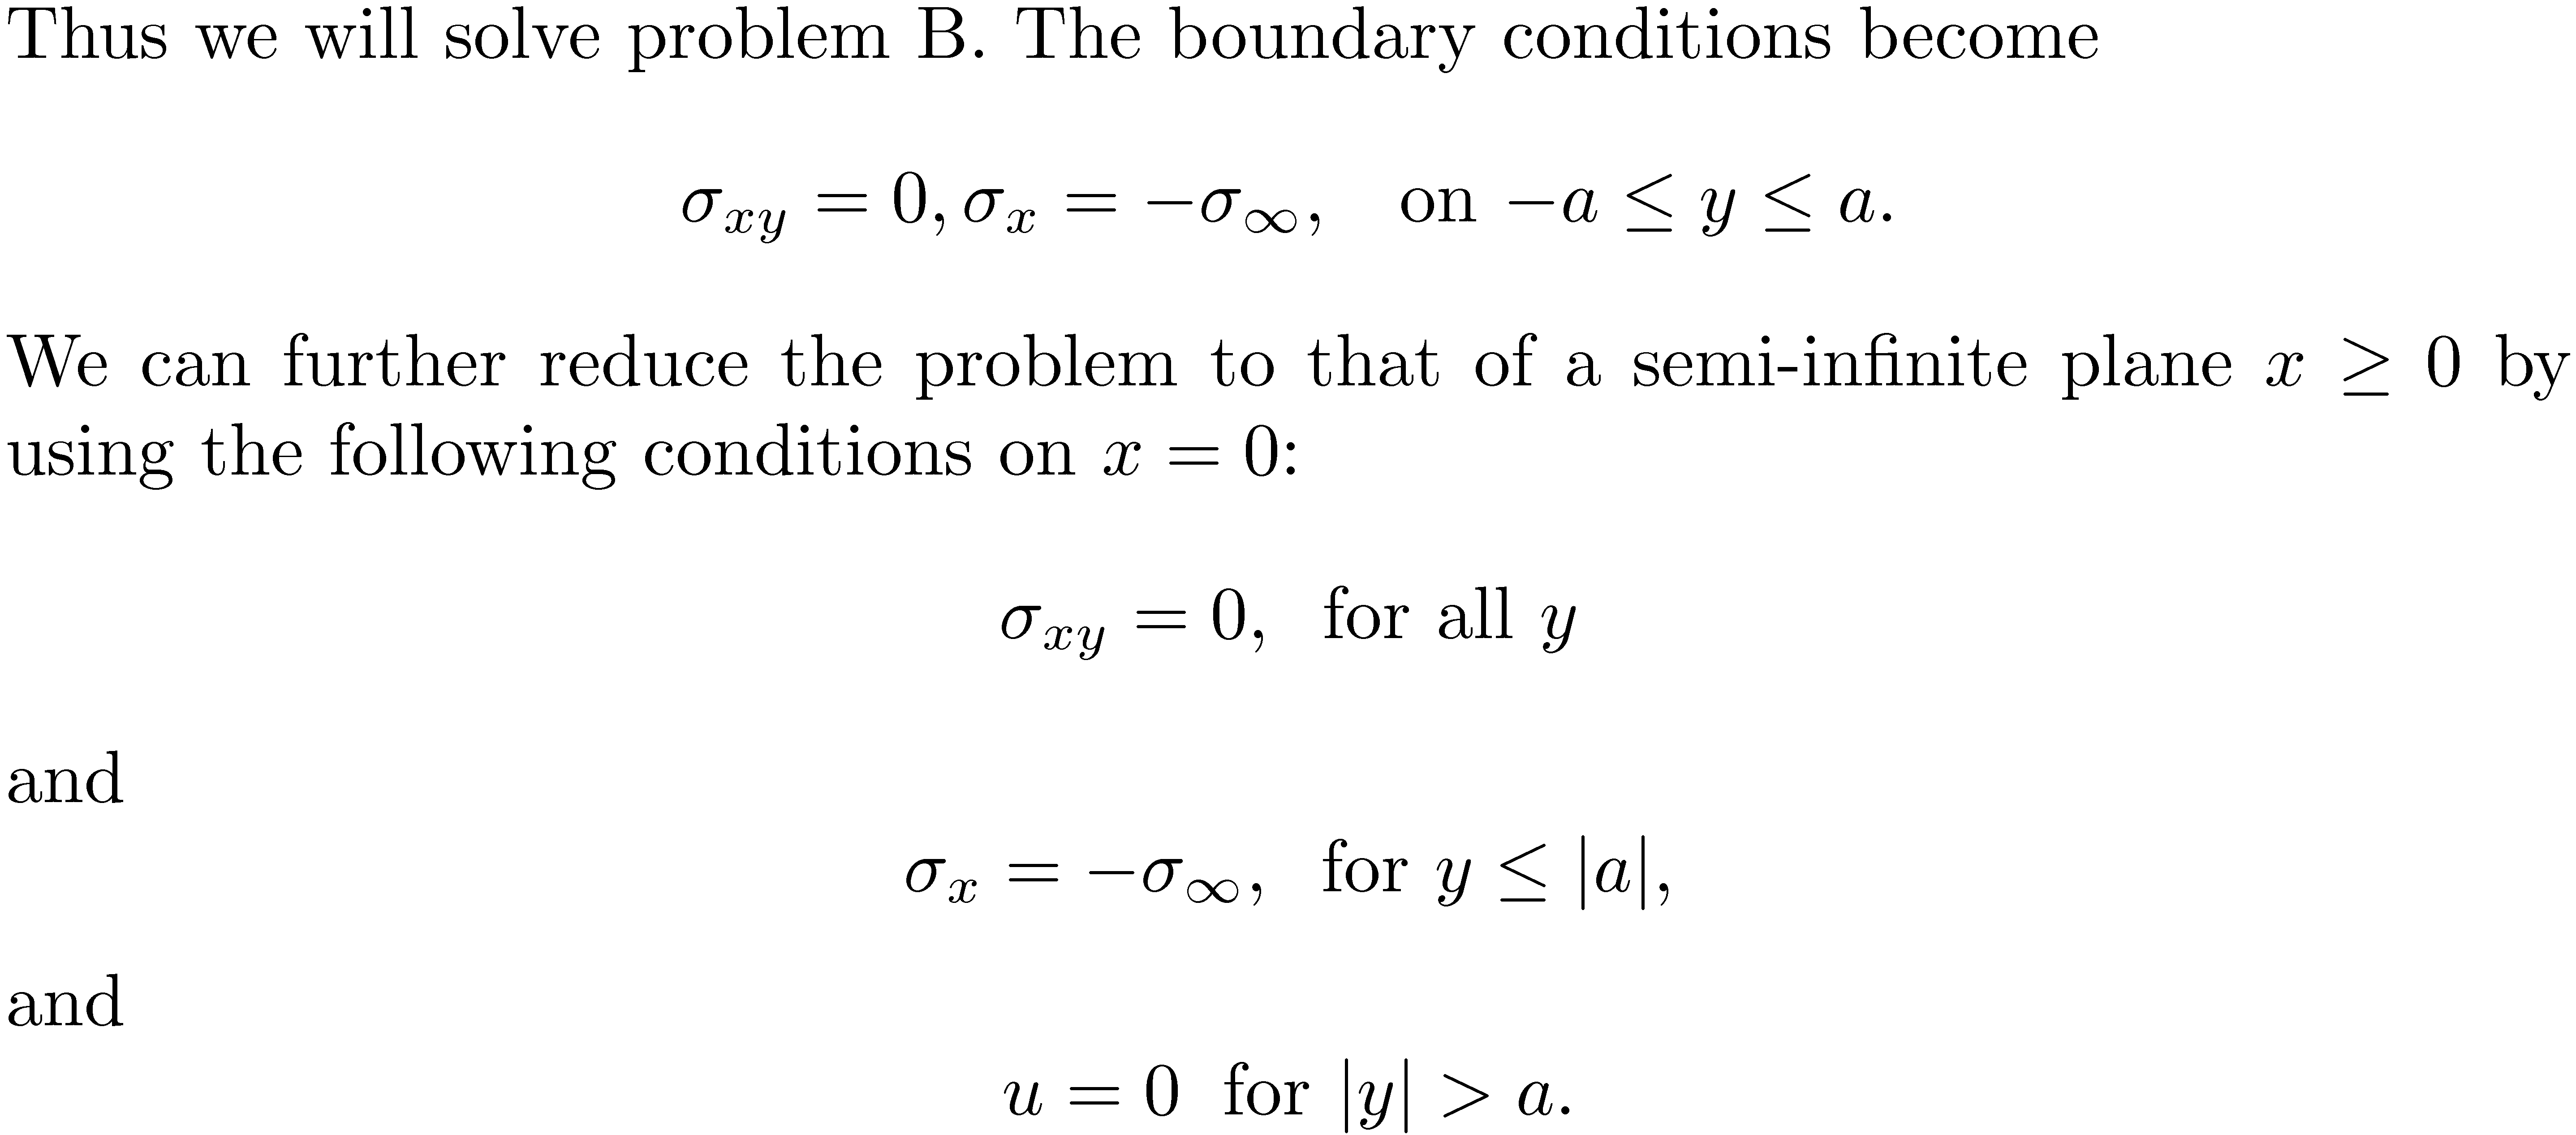 Thus we will solve problem B. The boundary conditions become
σ_{xy} = 0, σ_x = −σ_∞, on −a ≤ y ≤ a.
We can further reduce the problem to that of a semi-infinite plane x ≥ 0 by
using the following conditions on x = 0:
σ_{xy} = 0, for all y
and
σ_x = −σ_∞, for y ≤ |a|,
and
u = 0 for |y| > a.